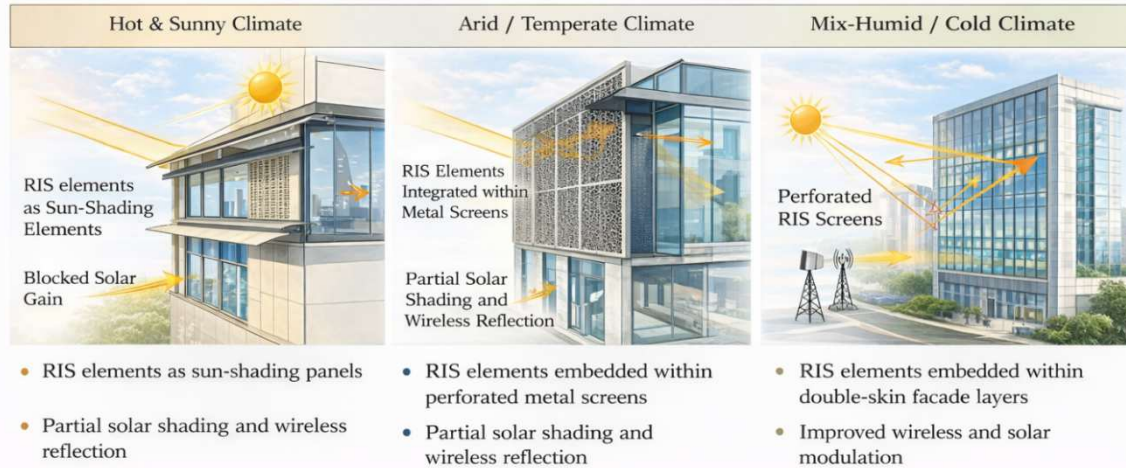 Hot & Sunny Climate
Arid / Temperate Climate
Mix-Humid / Cold Climate
RIS elements
as Sun-Shading
Elements
Blocked Solar
Gain
RIS Elements
Integrated within
Metal Screens
Partial Solar
Shading and
Wireless Reflection
Perforated
RIS Screens
• RIS elements as sun-shading panels
• Partial solar shading and wireless
reflection
• RIS elements embedded within
perforated metal screens
• Partial solar shading and
wireless reflection
• RIS elements embedded within
double-skin facade layers
• Improved wireless and solar
modulation